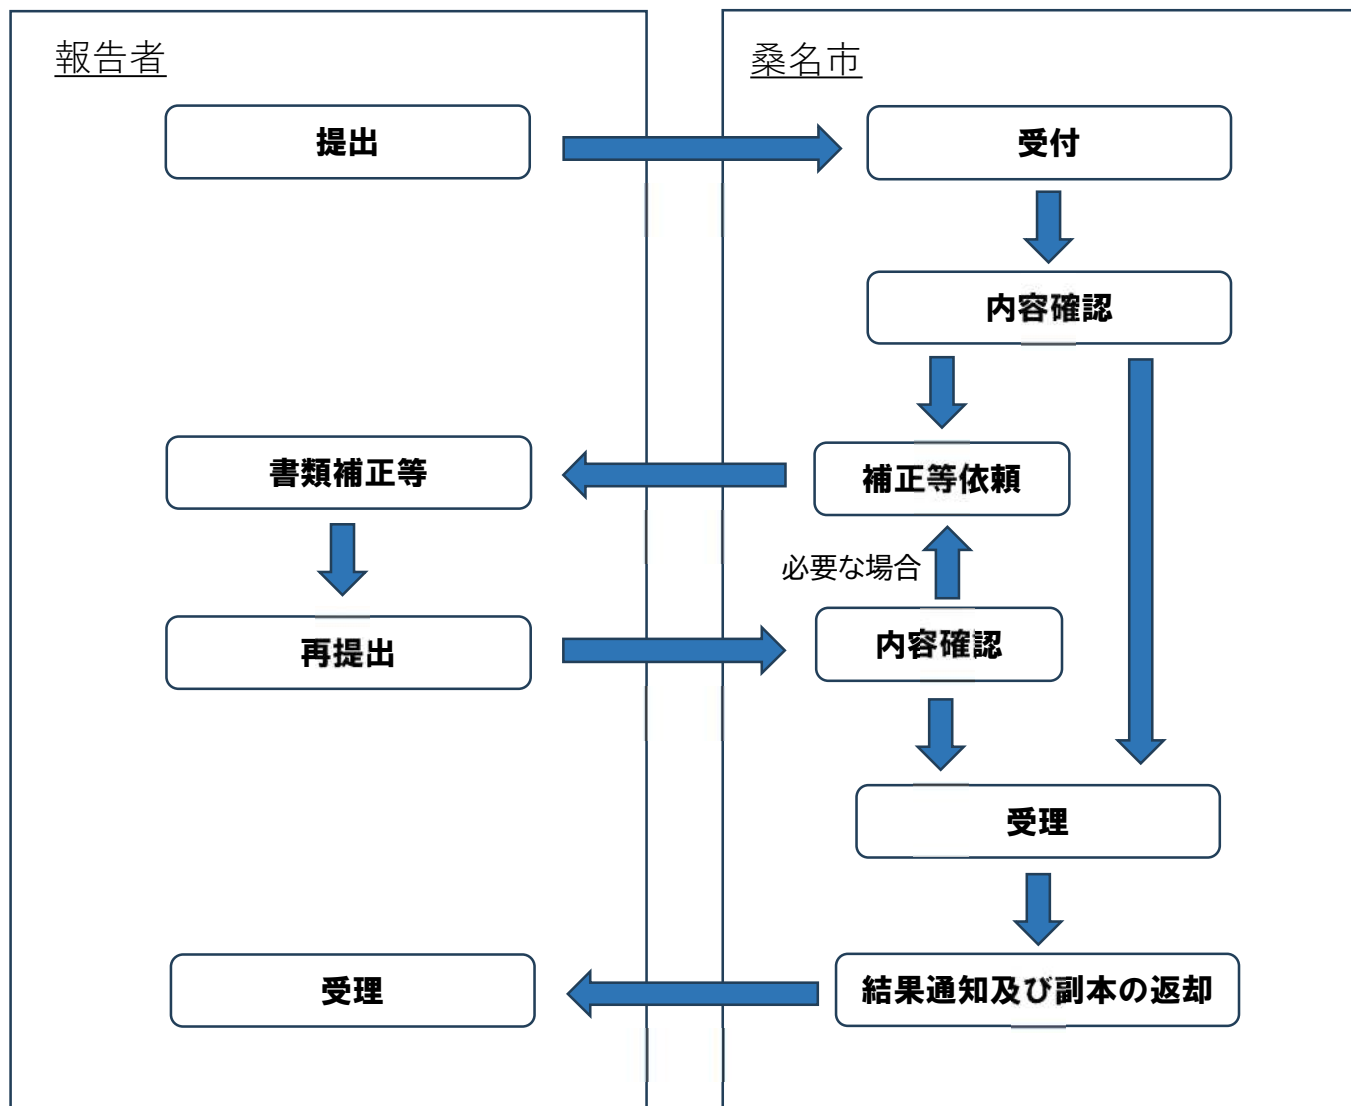 報告者
桑名市
提出
受付
内容確認
書類補正等
補正等依頼
必要な場合
再提出
内容確認
受理
受理
結果通知及び副本の返却